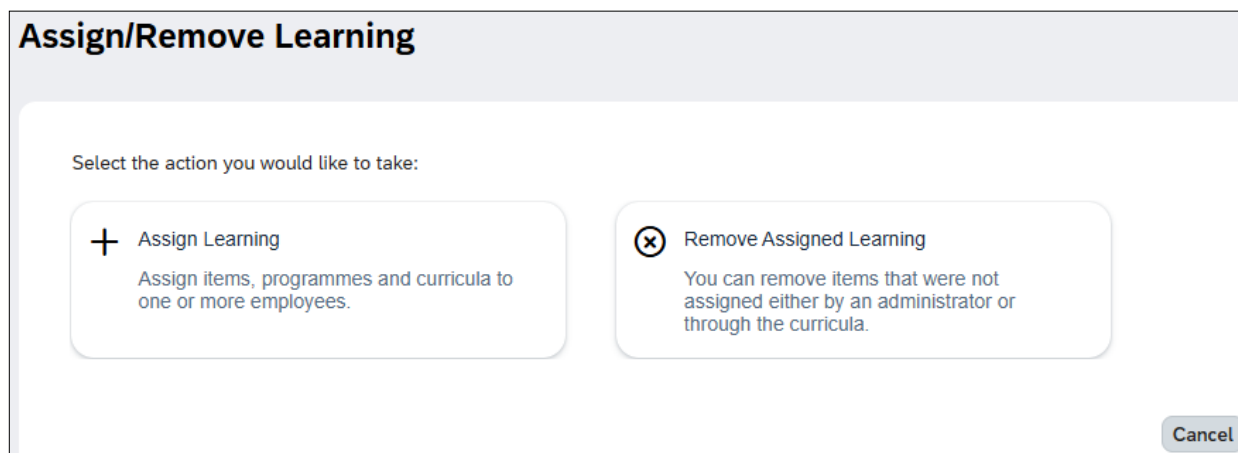 Assign/Remove Learning
Select the action you would like to take:
Assign Learning
Assign items, programmes and curricula to
one or more employees.
Remove Assigned Learning
You can remove items that were not
assigned either by an administrator or
through the curricula.
Cancel